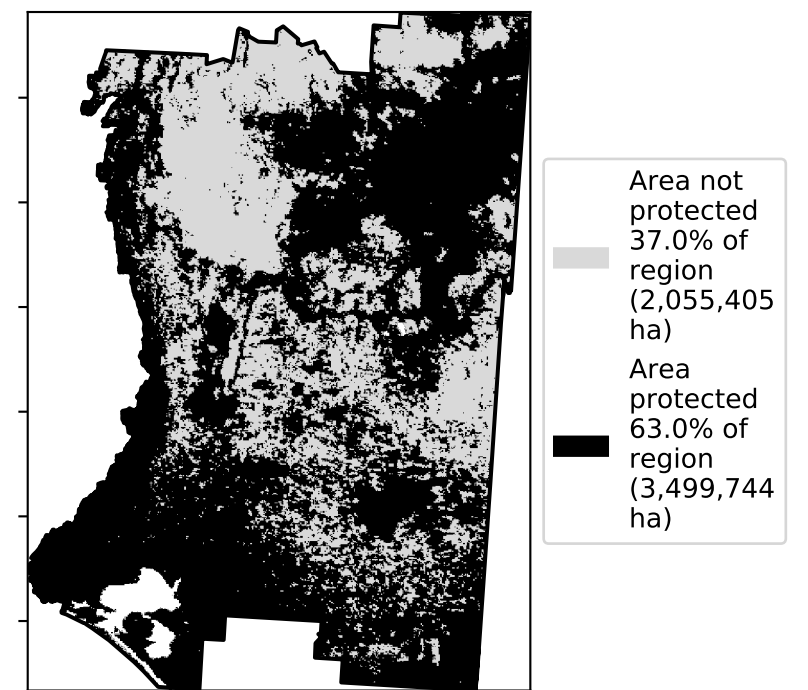 Area not
protected
37.0% of
region
(2,055,405
ha)
Area
protected
63.0% of
region
(3,499,744
ha)